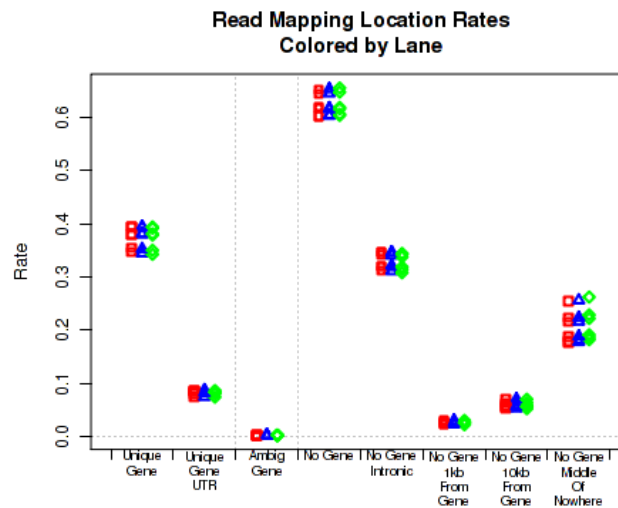 Read Mapping Location Rates
Colored by Lane
Rate
0.6
0.5
0.4
0.3
0.2
0.1
0.0
Unique
Gene
Unique
Gene
UTR
Ambig
Gene
No Gene
No Gene
Intronic
No Gene
1kb
From
Gene
No Gene
10kb
From
Gene
No Gene
Middle
Of
Nowhere